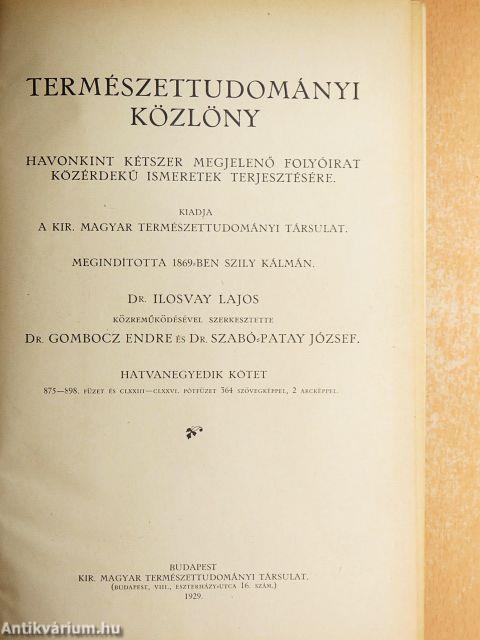 TERMÉSZETTUDOMÁNYI
KÖZLÖNY
HAVONKINT KÉTSZER MEGJELENŐ FOLYÓIRAT
KÖZÉRDEKŰ ISMERETEK TERJESZTÉSÉRE.
KIADJA
A KIR. MAGYAR TERMÉSZETTUDOMÁNYI TÁRSULAT.
MEGINDÍTOTTA 1869-BEN SZILY KÁLMÁN.
DR. ILOSVAY LAJOS
KÖZREMŰKÖDÉSÉVEL SZERKESZTETTE
DR. GOMBOCZ ENDRE ÉS DR. SZABÓ-PATAY JÓZSEF.
HATVANEGYEDIK KÖTET
875—898. FÜZET ÉS CLXXIII—CLXXVI. PÓTFÜZET 364 SZÖVEGKÉPPEL, 2 ARCKÉPPEL.
BUDAPEST
KIR. MAGYAR TERMÉSZETTUDOMÁNYI TÁRSULAT.
(BUDAPEST, VIII., ESZTERHÁZY-UTCA 16. SZÁM.)
1929.
Antikvárium.hu